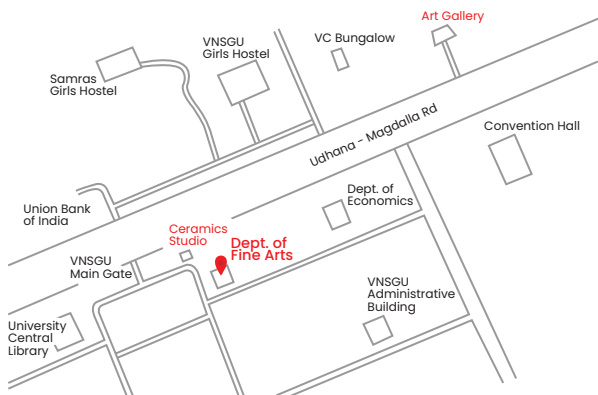 Art Gallery
VC Bungalow
VNSGU
Girls Hostel
Samras
Girls Hostel
Udhana - Magdalla Rd
Convention Hall
Dept. of
Economics
Union Bank
of India
Ceramics
Studio
Dept. of
Fine Arts
VNSGU
Main Gate
VNSGU
Administrative
Building
University
Central
Library